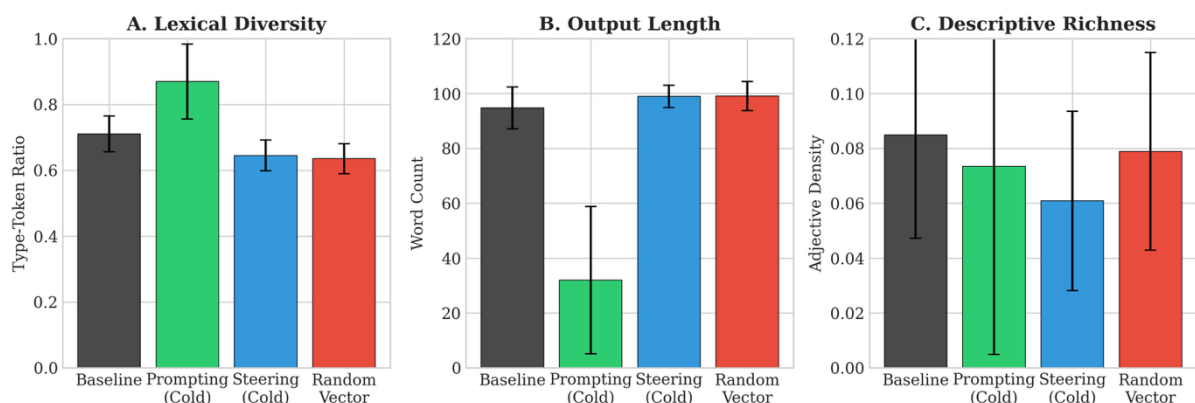 A. Lexical Diversity
Type-Token Ratio
1.0
0.8
0.6
0.4
0.2
0.0
Baseline
Prompting
(Cold)
Steering
(Cold)
Random
Vector
B. Output Length
Word Count
120
100
80
60
40
20
0
Baseline
Prompting
(Cold)
Steering
(Cold)
Random
Vector
C. Descriptive Richness
Adjective Density
0.12
0.10
0.08
0.06
0.04
0.02
0.00
Baseline
Prompting
(Cold)
Steering
(Cold)
Random
Vector